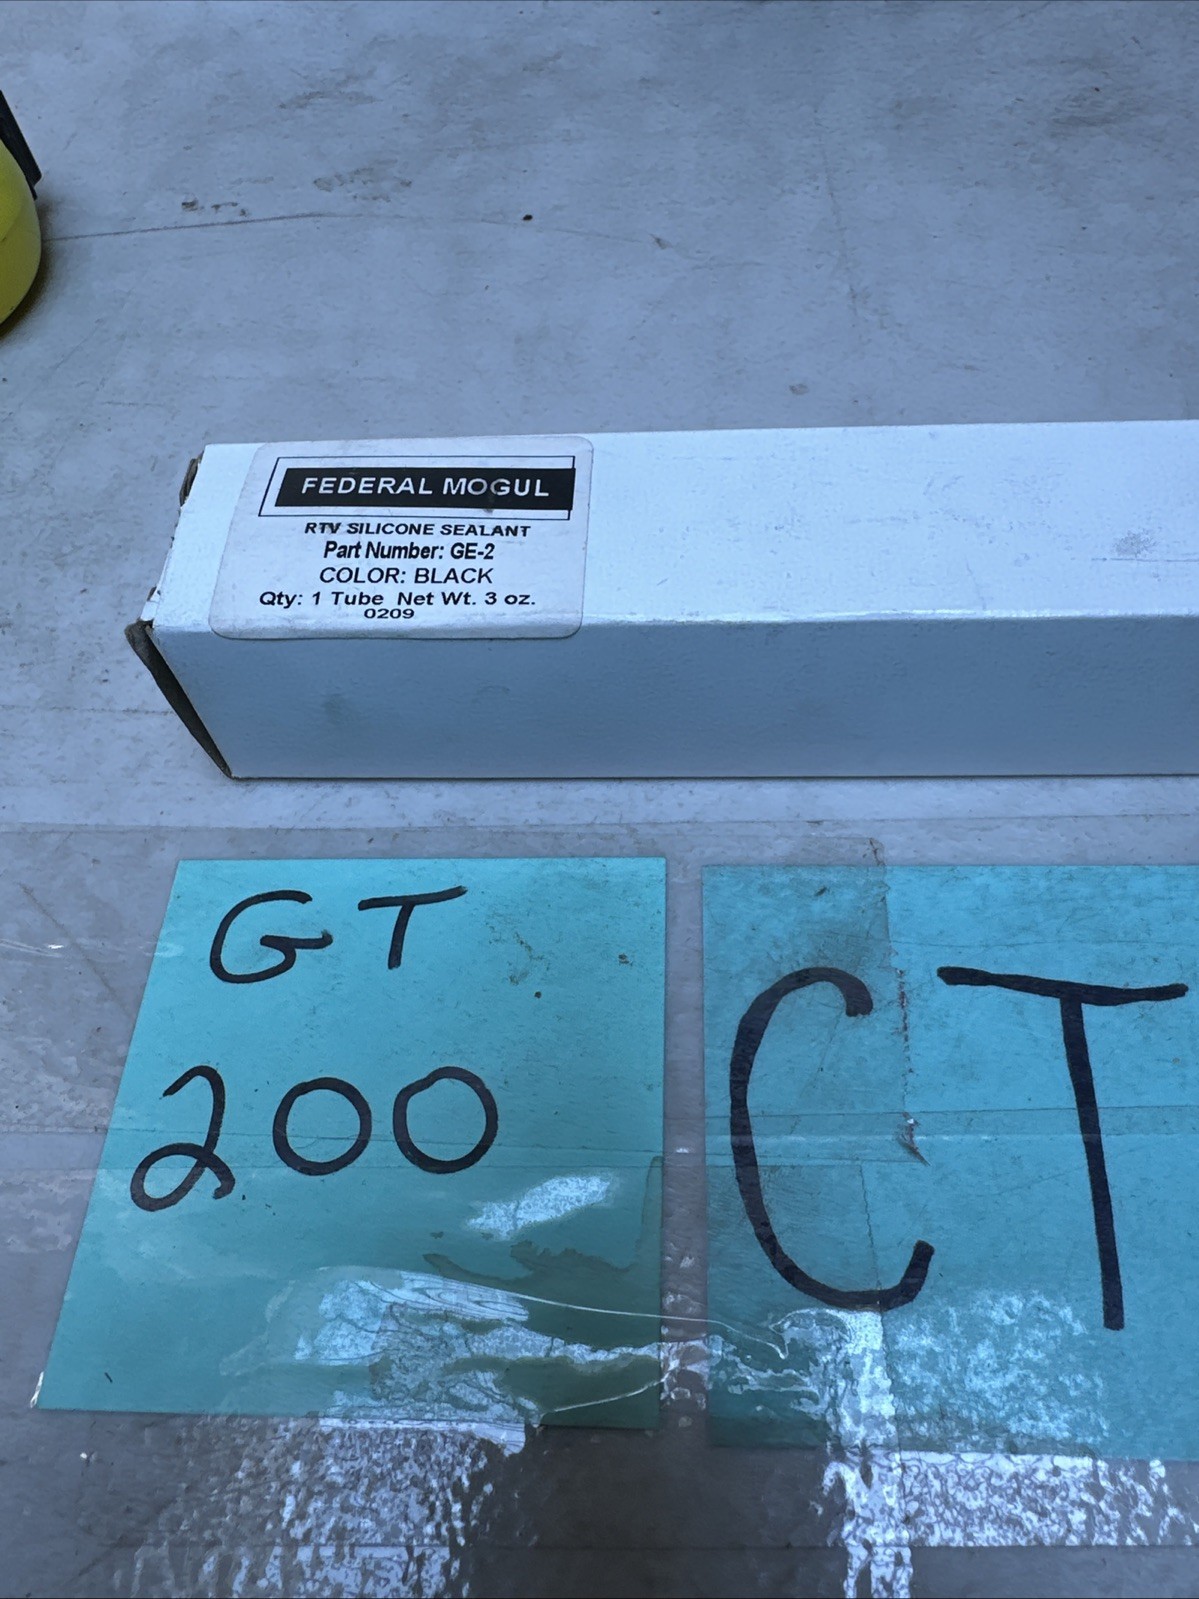 FEDERAL MOGUL
RTV SILICONE SEALANT
Part Number: GE-2
COLOR: BLACK
Qty: 1 Tube Net Wt. 3 oz.
0209
GT
200
CT